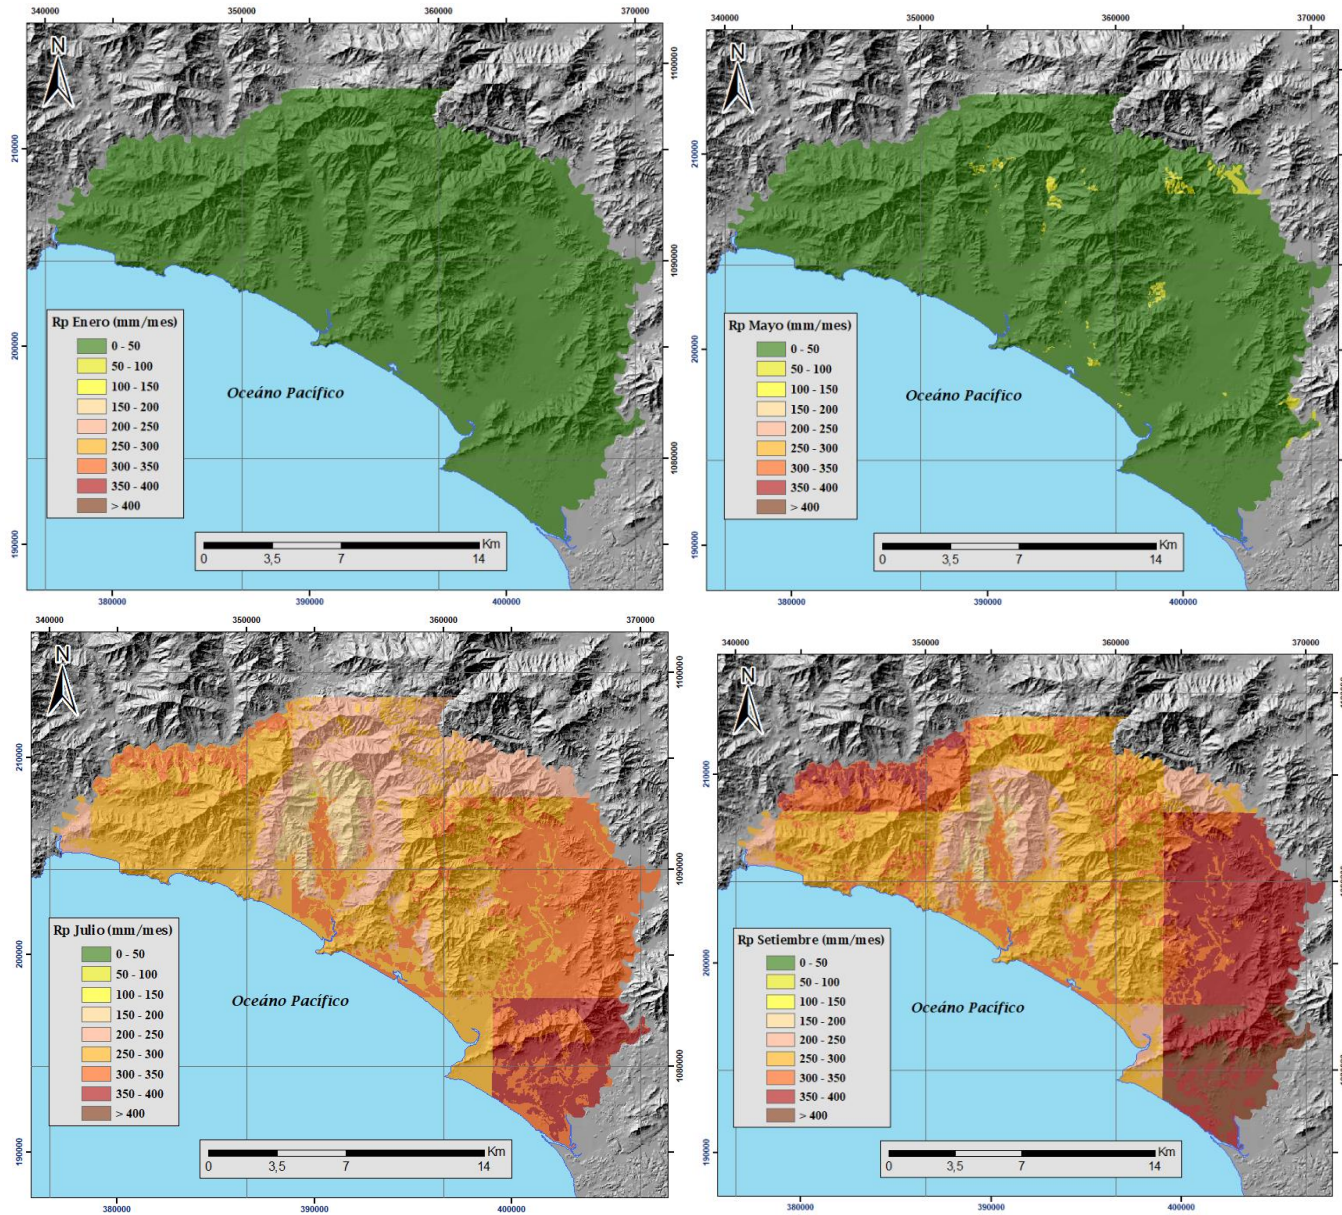 340000 350000 360000 370000
N
1100000
210000
1090000
Rp Enero (mm/mes)
0 - 50
50 - 100
100 - 150
150 - 200
200 - 250
250 - 300
300 - 350
350 - 400
> 400
200000
Oceáno Pacífico
1080000
190000
Km
0 3,5 7 14
380000 390000 400000
340000 350000 360000 370000
N
210000
Rp Mayo (mm/mes)
0 - 50
50 - 100
100 - 150
150 - 200
200 - 250
250 - 300
300 - 350
350 - 400
> 400
200000
Oceáno Pacífico
190000
Km
0 3,5 7 14
380000 390000 400000
340000 350000 360000 370000
N
1100000
210000
1090000
Rp Julio (mm/mes)
0 - 50
50 - 100
100 - 150
150 - 200
200 - 250
250 - 300
300 - 350
350 - 400
> 400
200000
Oceáno Pacífico
1080000
190000
Km
0 3,5 7 14
380000 390000 400000
340000 350000 360000 370000
N
210000
Rp Setiembre (mm/mes)
0 - 50
50 - 100
100 - 150
150 - 200
200 - 250
250 - 300
300 - 350
350 - 400
> 400
200000
Oceáno Pacífico
190000
Km
0 3,5 7 14
380000 390000 400000